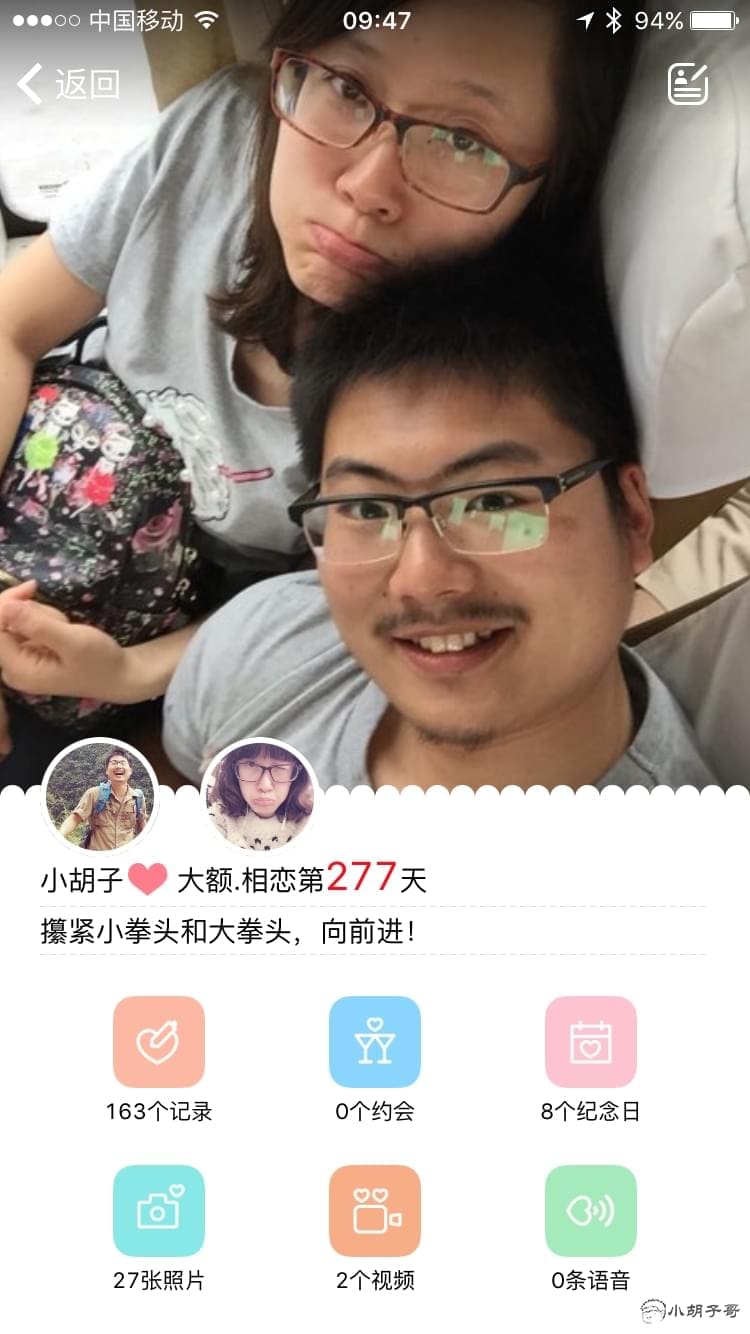 中国移动 09:47 94%
返回
小胡子 大额.相恋第277天
攥紧小拳头和大拳头，向前进！
163个记录 0个约会 8个纪念日
27张照片 2个视频 0条语音
小胡子哥